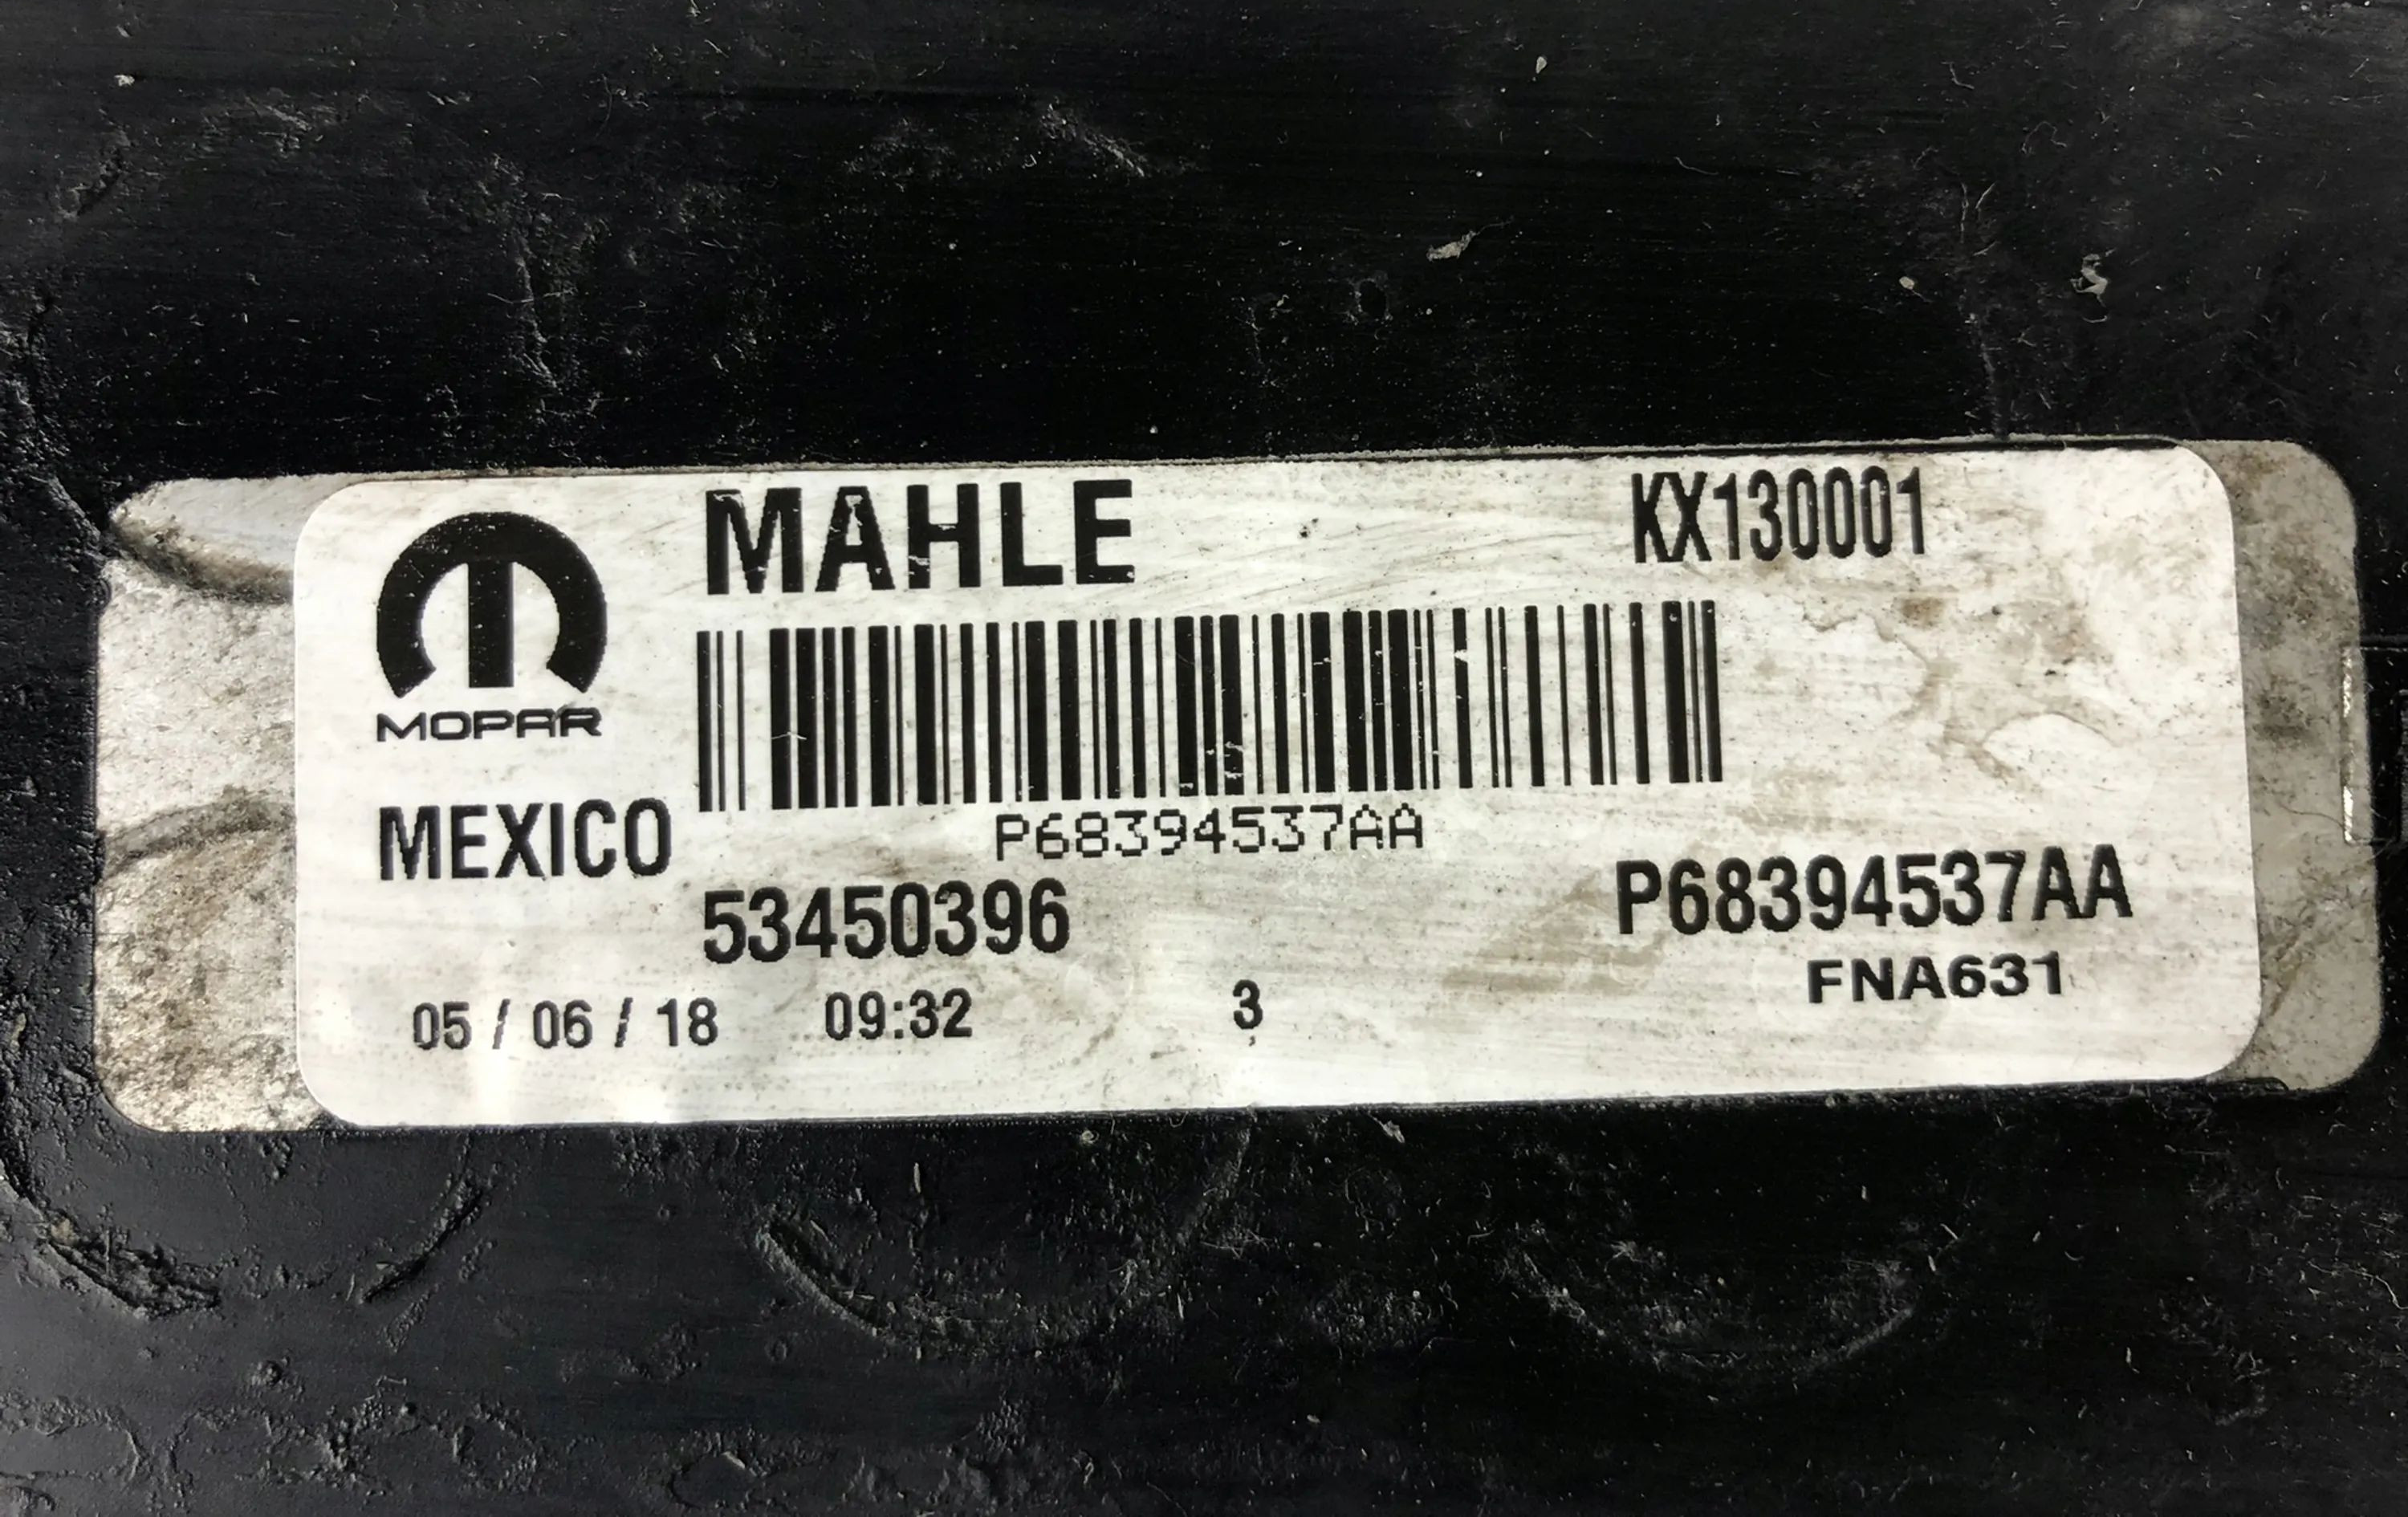 MAHLE KX130001
MOPAR
MEXICO
P68394537AA
53450396 P68394537AA
FNA631
05 / 06 / 18 09:32 3